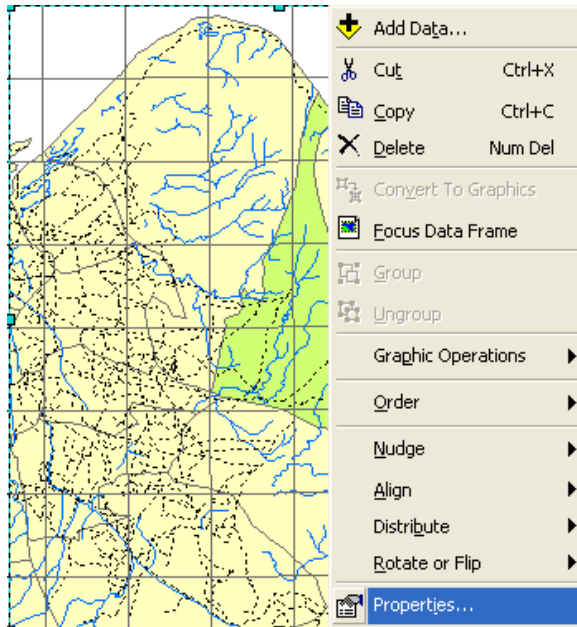 Add Data...
Cut Ctrl+X
Copy Ctrl+C
Delete Num Del
Convert To Graphics
Focus Data Frame
Group
Ungroup
Graphic Operations
Order
Nudge
Align
Distribute
Rotate or Flip
Properties...